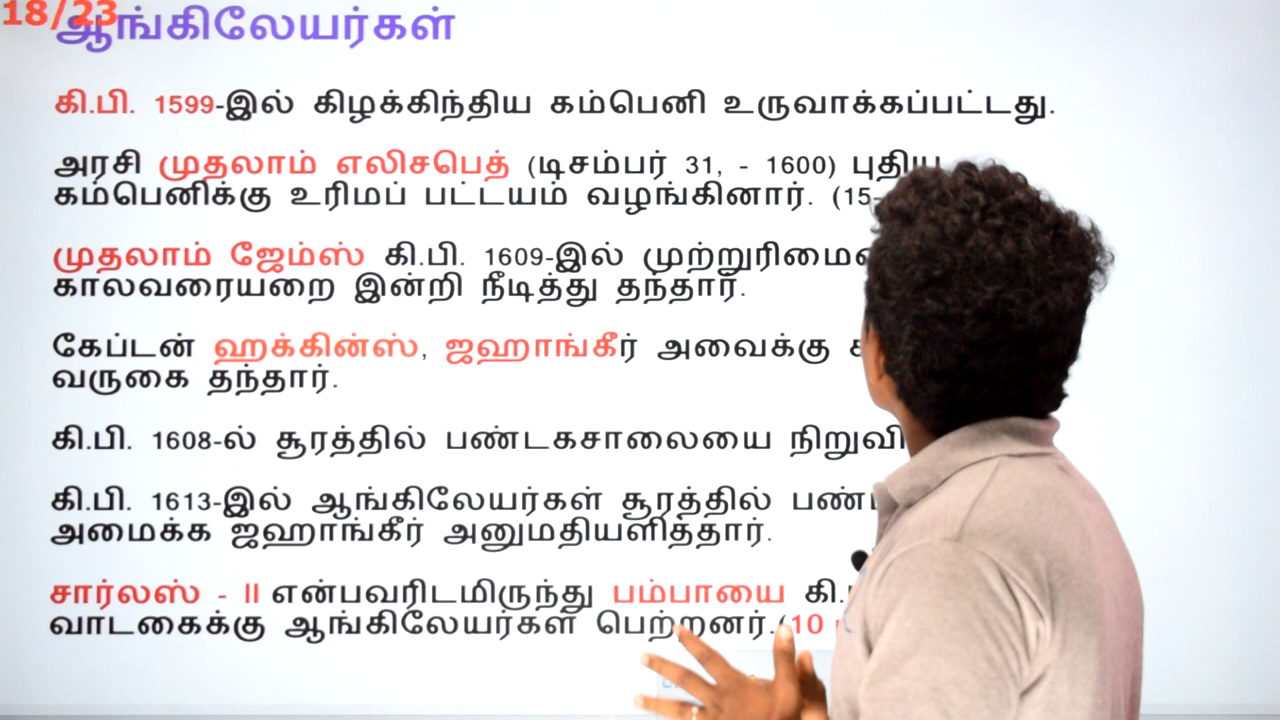 18/23
ஆங்கிலேயர்கள்
கி.பி. 1599-இல் கிழக்கிந்திய கம்பெனி உருவாக்கப்பட்டது.
அரசி முதலாம் எலிசபெத் (டிசம்பர் 31, - 1600) புதிய
கம்பெனிக்கு உரிமப் பட்டயம் வழங்கினார். (15-
முதலாம் ஜேம்ஸ் கி.பி. 1609-இல்
காலவரையறை இன்றி நீடித்து தந்தார்.
கேப்டன் ஹக்கின்ஸ், ஜஹாங்கீர் அவைக்கு
வருகை தந்தார்.
கி.பி. 1608-ல் சூரத்தில் பண்டகசாலையை
கி.பி. 1613-இல் ஆங்கிலேயர்கள் சூரத்தில்
அமைக்க ஜஹாங்கீர் அனுமதியளித்தார்.
சார்லஸ் - II என்பவரிடமிருந்து பம்பாயை
வாடகைக்கு ஆங்கிலேயர்கள் பெற்றனர்.(10